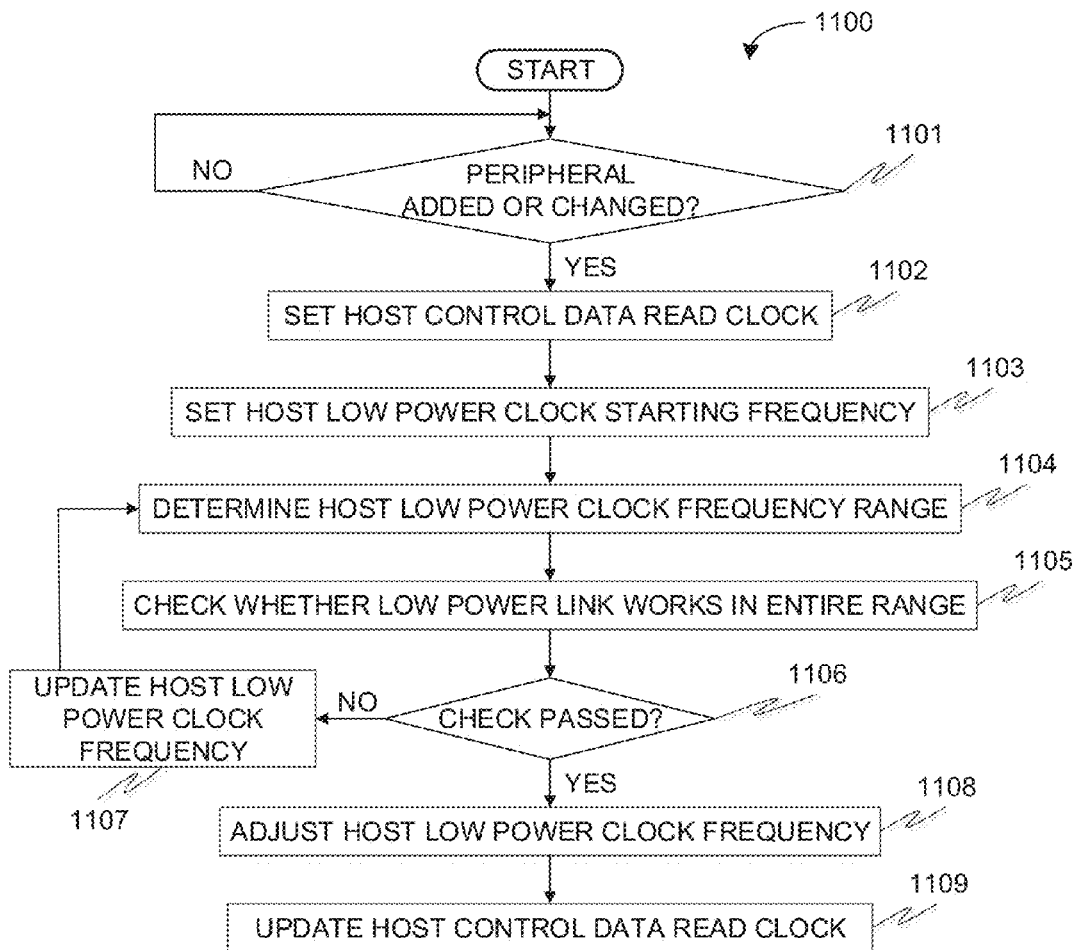 1100
START
1101
NO
PERIPHERAL
ADDED OR CHANGED?
YES
1102
SET HOST CONTROL DATA READ CLOCK
1103
SET HOST LOW POWER CLOCK STARTING FREQUENCY
1104
DETERMINE HOST LOW POWER CLOCK FREQUENCY RANGE
1105
CHECK WHETHER LOW POWER LINK WORKS IN ENTIRE RANGE
1106
UPDATE HOST LOW
POWER CLOCK
FREQUENCY
NO
CHECK PASSED?
1107
YES
1108
ADJUST HOST LOW POWER CLOCK FREQUENCY
1109
UPDATE HOST CONTROL DATA READ CLOCK